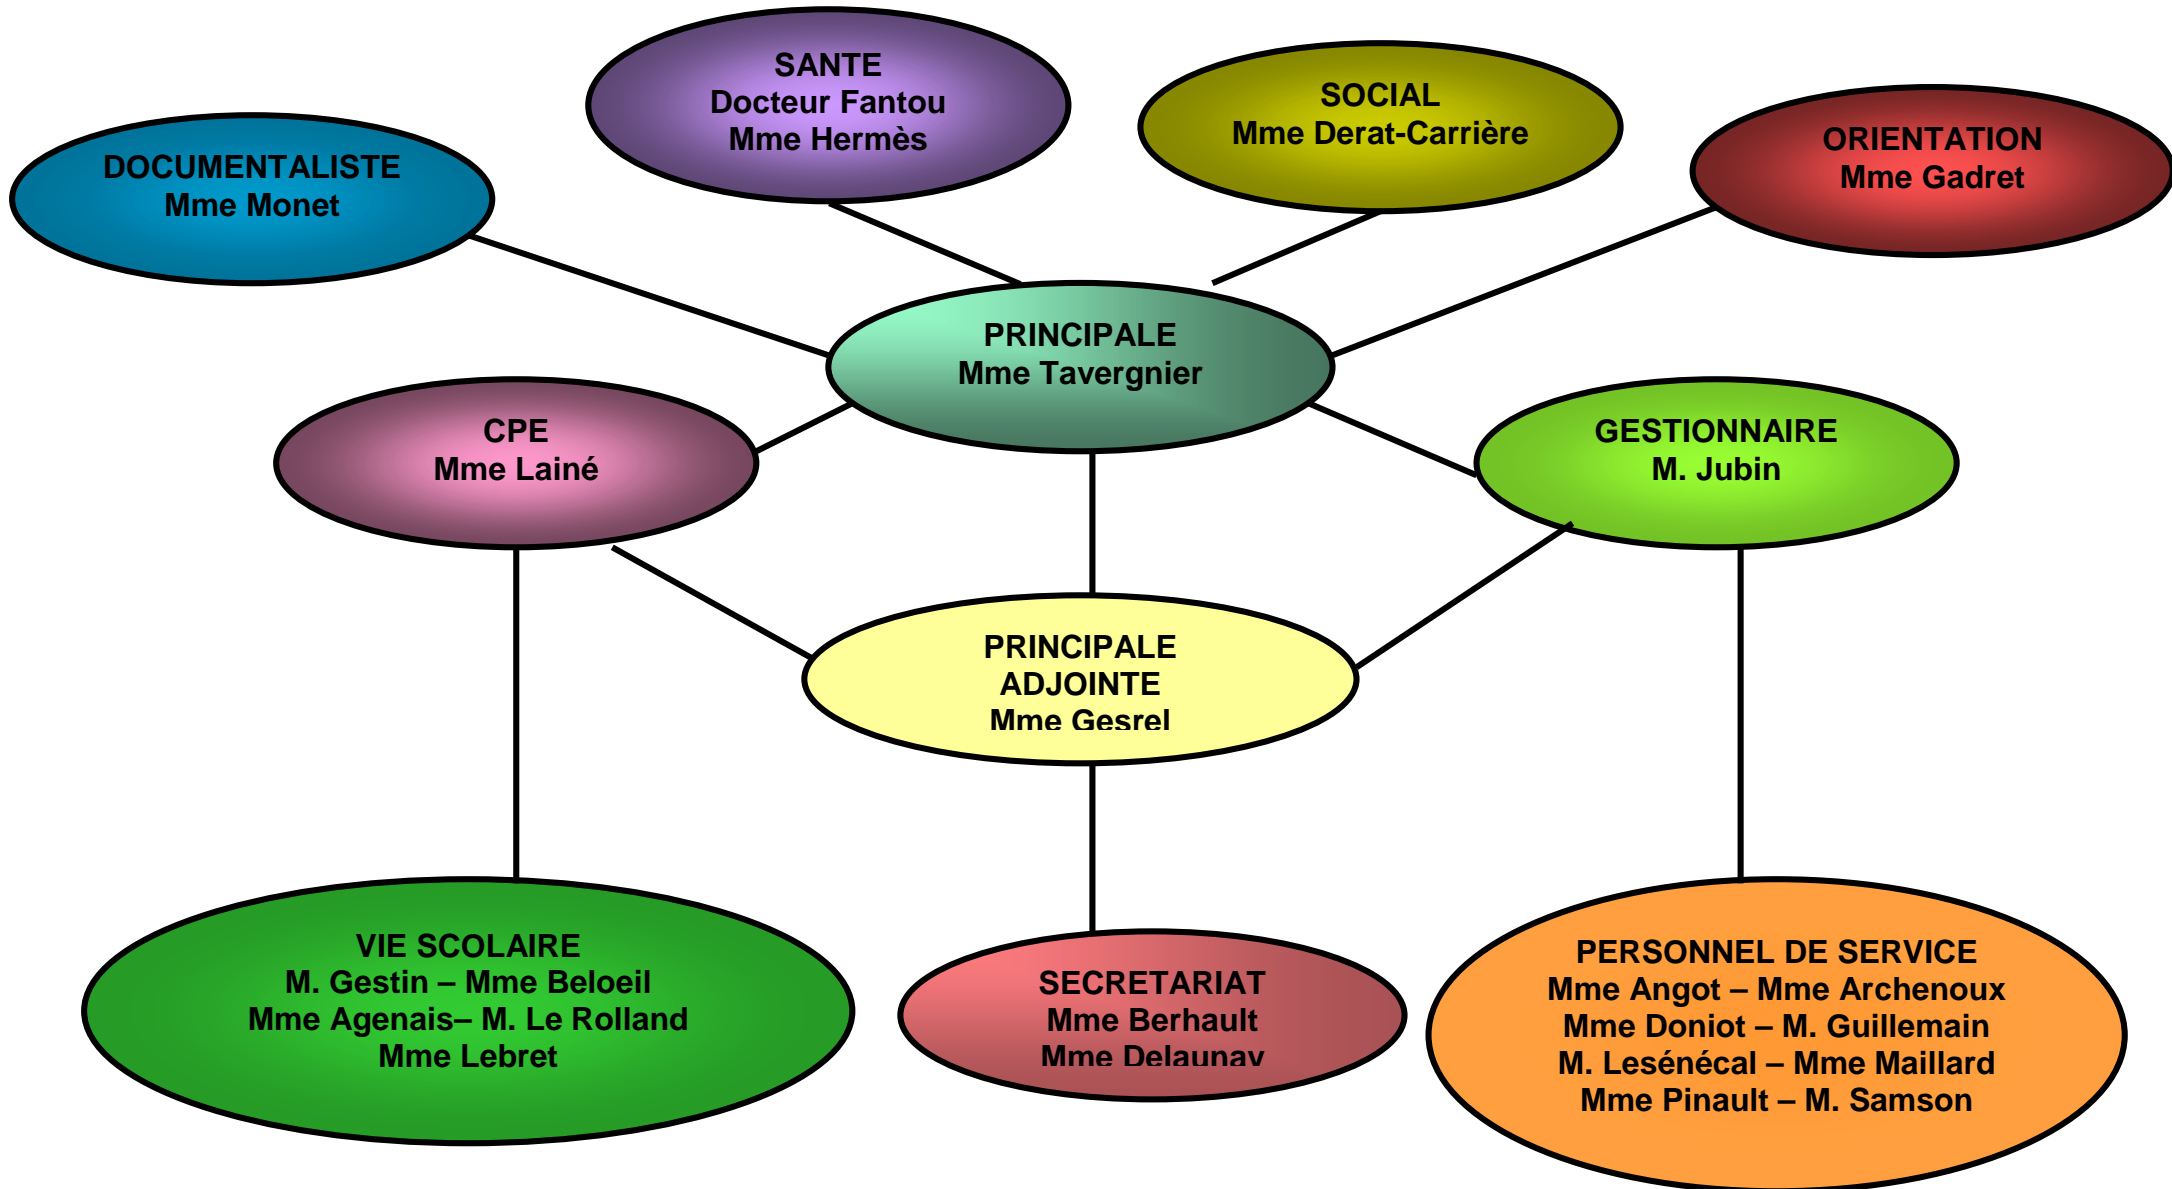 SANTE
Docteur Fantou
Mme Hermès
SOCIAL
Mme Derat-Carrière
ORIENTATION
Mme Gadret
DOCUMENTALISTE
Mme Monet
PRINCIPALE
Mme Tavergnier
CPE
Mme Lainé
GESTIONNAIRE
M. Jubin
PRINCIPALE
ADJOINTE
Mme Gesrel
VIE SCOLAIRE
M. Gestin – Mme Beloeil
Mme Agenais– M. Le Rolland
Mme Lebret
SECRETARIAT
Mme Berhault
Mme Delaunay
PERSONNEL DE SERVICE
Mme Angot – Mme Archenoux
Mme Doniot – M. Guillemain
M. Lesénécal – Mme Maillard
Mme Pinault – M. Samson